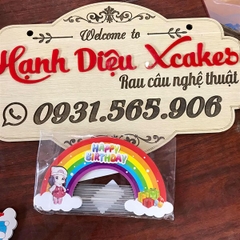 Welcome to
Hạnh Diệu Xcakes
Rau câu nghệ thuật
0931.565.906
HAPPY
BIRTHDAY